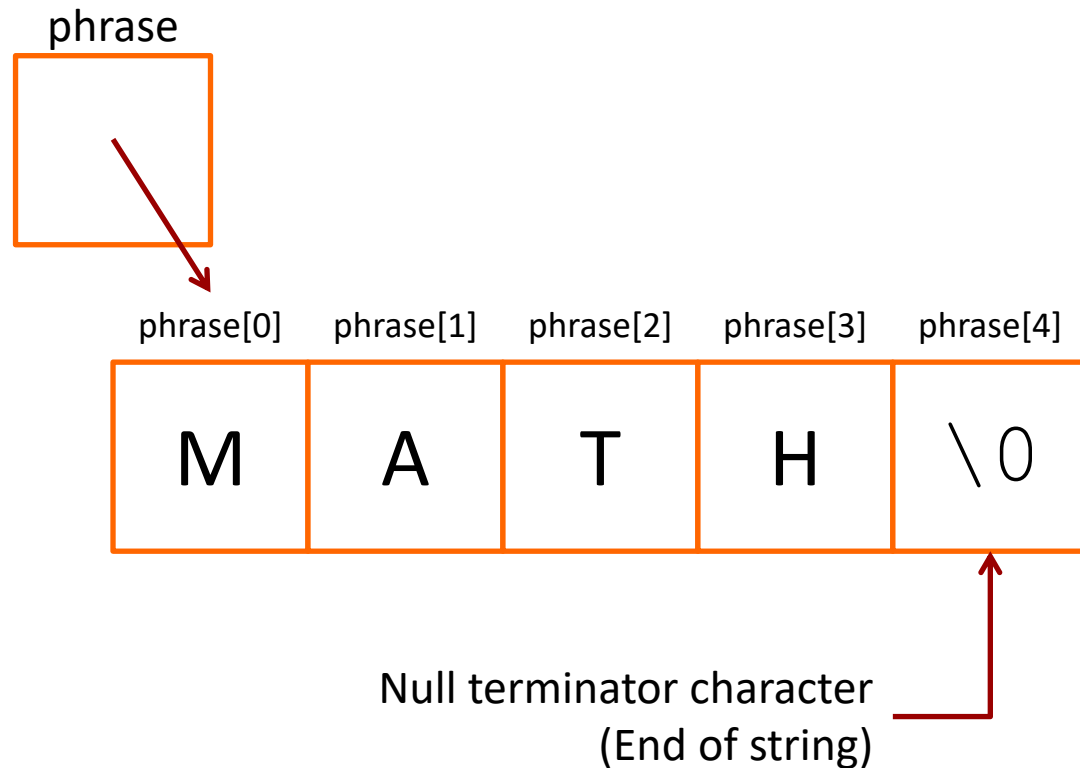 phrase
phrase[0] phrase[1] phrase[2] phrase[3] phrase[4]
M A T H \0
Null terminator character
(End of string)